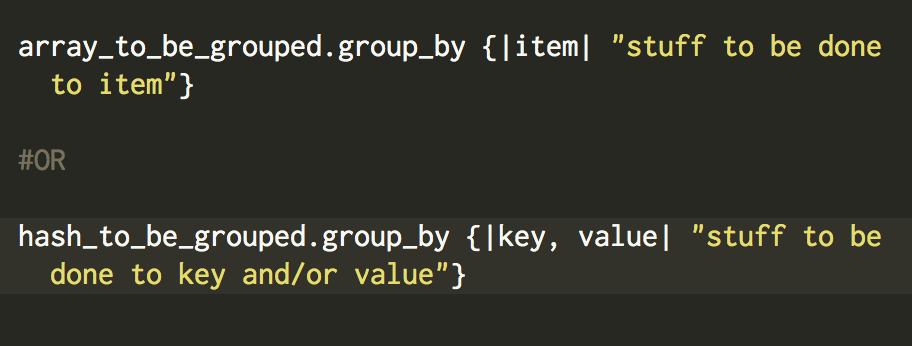 array_to_be_grouped.group_by {|item| "stuff to be done
to item"}
#OR
hash_to_be_grouped.group_by {|key, value| "stuff to be
done to key and/or value"}